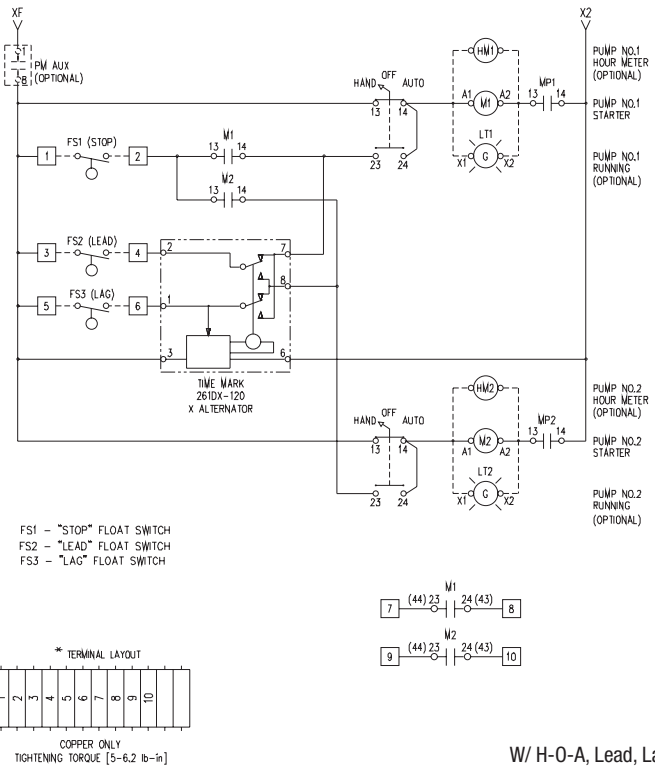 XF
X2
1
8
PM AUX
(OPTIONAL)
HAND OFF AUTO
13 14
23 24
HM1
A1 M1 A2
MP1
13 14
LT1
X1 G X2
PUMP NO.1
HOUR METER
(OPTIONAL)
PUMP NO.1
STARTER
PUMP NO.1
RUNNING
(OPTIONAL)
1 FS1 (STOP) 2
M1
13 14
M2
13 14
3 FS2 (LEAD) 4
2 7
8
5 FS3 (LAG) 6
1
3 6
TIME MARK
261DX-120
X ALTERNATOR
HAND OFF AUTO
13 14
23 24
HM2
A1 M2 A2
MP2
13 14
LT2
X1 G X2
PUMP NO.2
HOUR METER
(OPTIONAL)
PUMP NO.2
STARTER
PUMP NO.2
RUNNING
(OPTIONAL)
FS1 – "STOP" FLOAT SWITCH
FS2 – "LEAD" FLOAT SWITCH
FS3 – "LAG" FLOAT SWITCH
M1
7 (44) 23 24 (43) 8
M2
9 (44) 23 24 (43) 10
* TERMINAL LAYOUT
1 2 3 4 5 6 7 8 9 10
COPPER ONLY
TIGHTENING TORQUE [5-6.2 lb-in]
W/ H-O-A, Lead, La